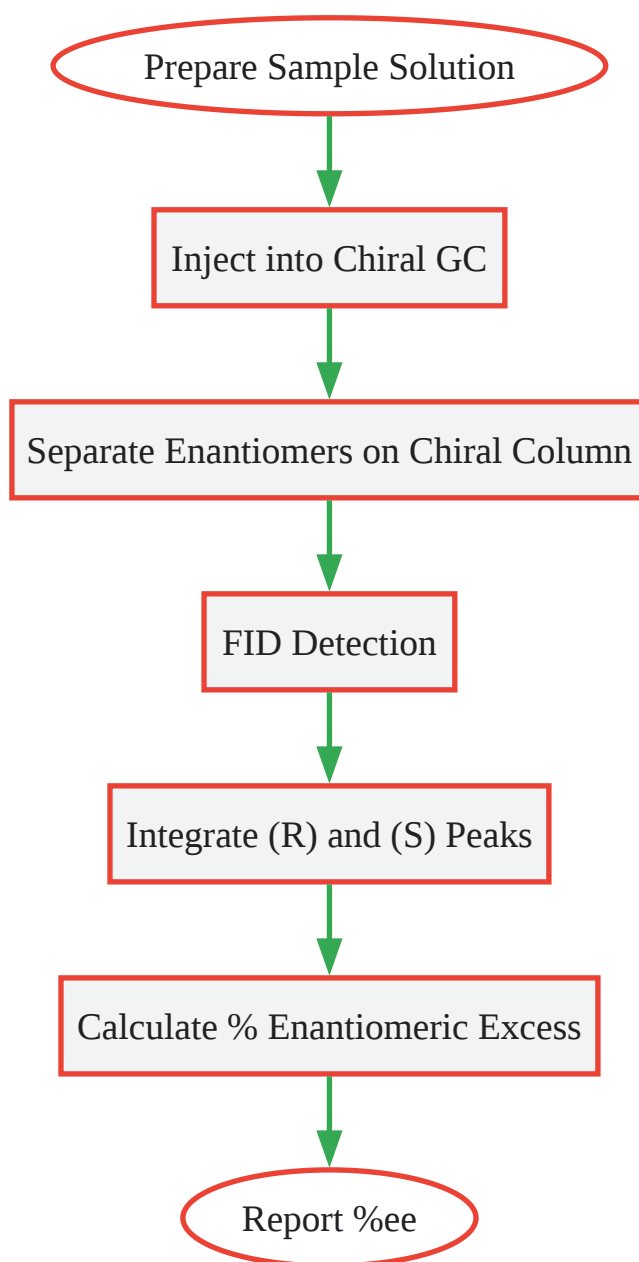 Prepare Sample Solution
Inject into Chiral GC
Separate Enantiomers on Chiral Column
FID Detection
Integrate (R) and (S) Peaks
Calculate % Enantiomeric Excess
Report %ee